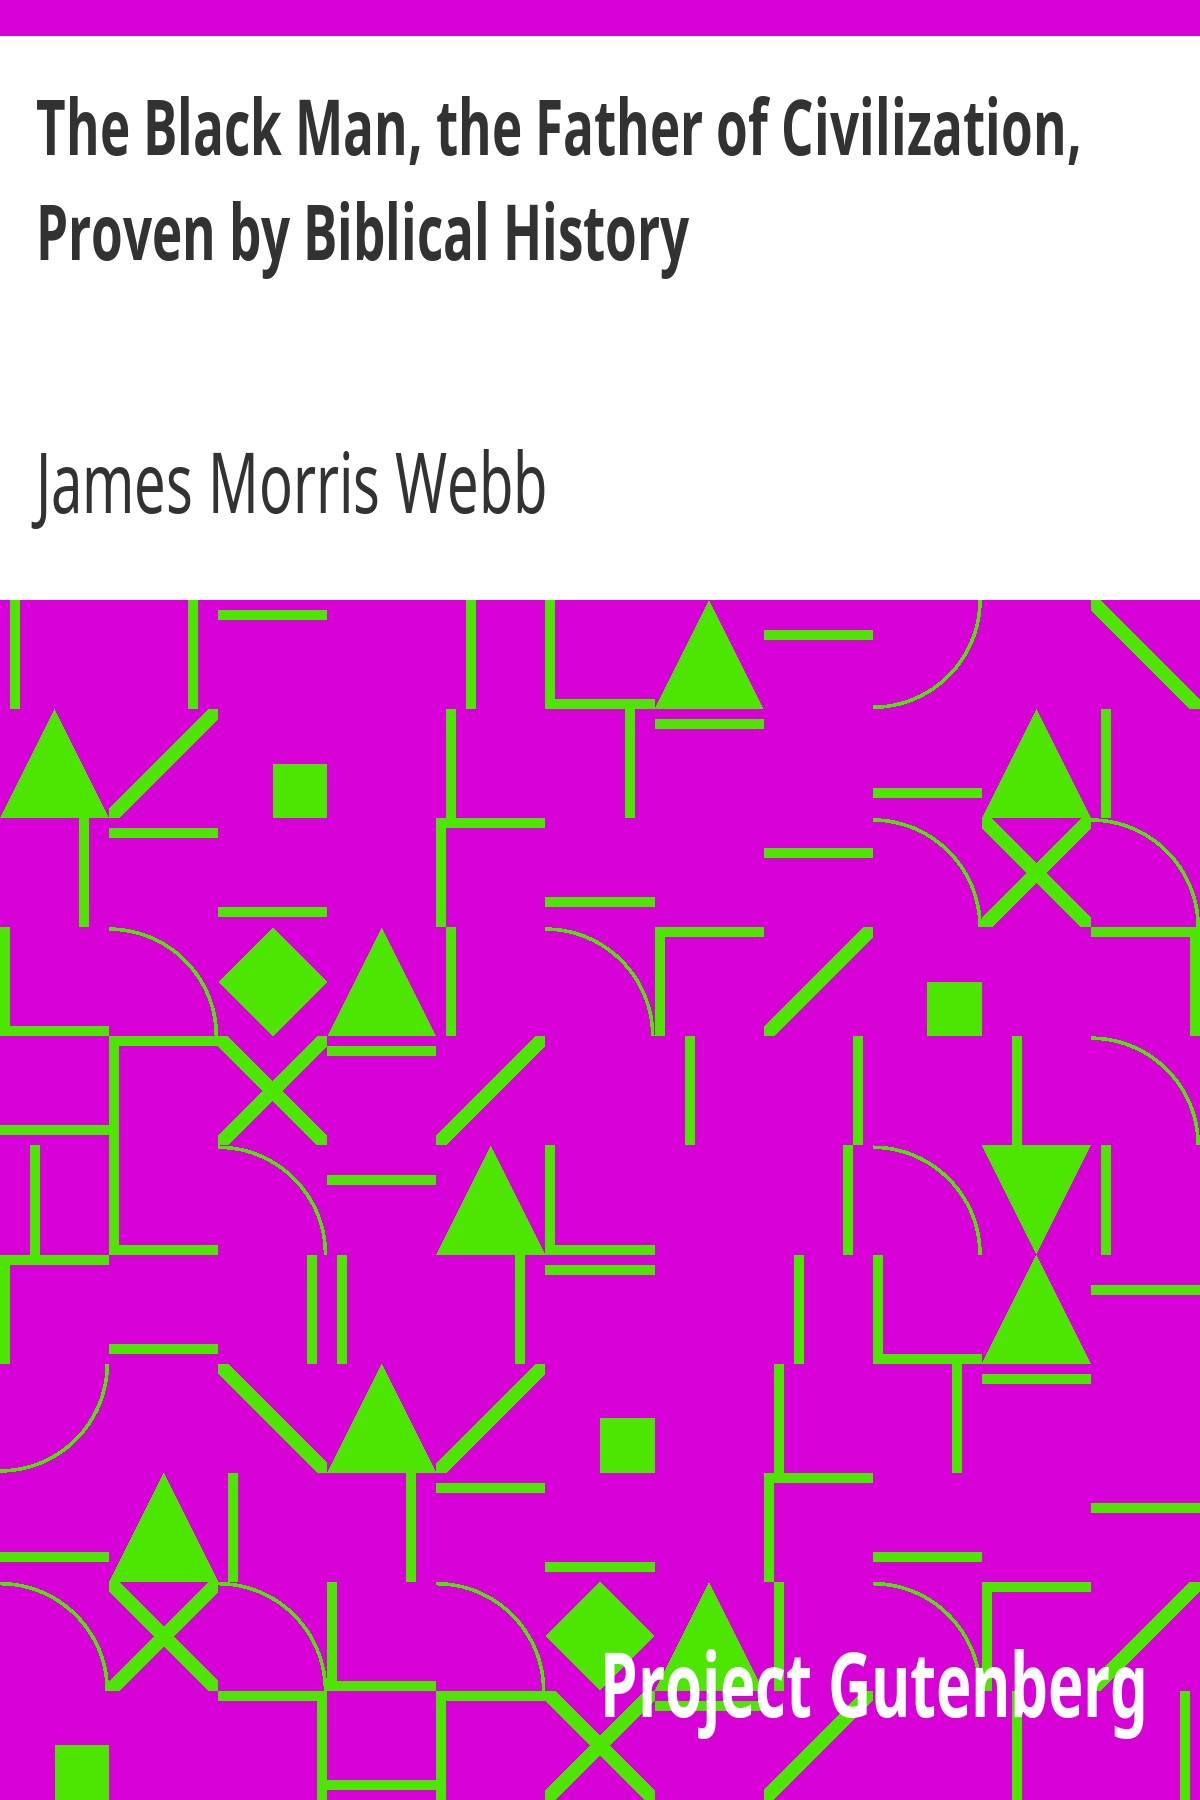 The Black Man, the Father of Civilization,
Proven by Biblical History
James Morris Webb
Project Gutenberg